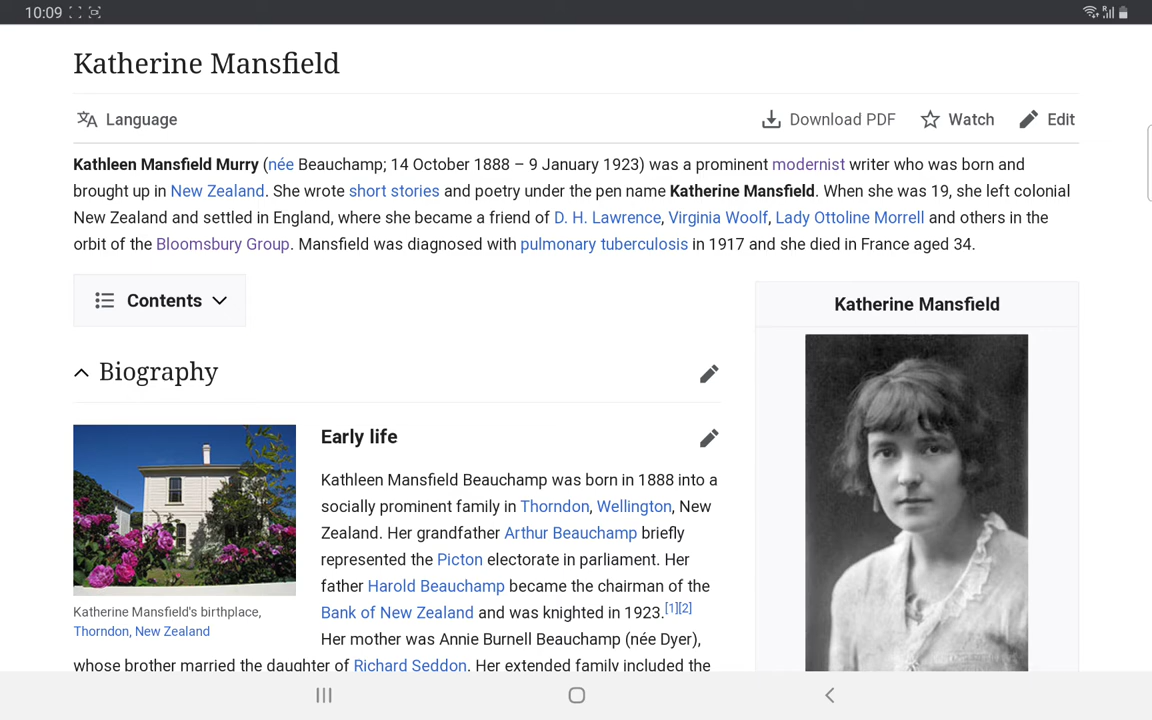 10:09
Katherine Mansfield
Language
Download PDF
Watch
Edit
Kathleen Mansfield Murry (née Beauchamp; 14 October 1888 – 9 January 1923) was a prominent modernist writer who was born and
brought up in New Zealand. She wrote short stories and poetry under the pen name Katherine Mansfield. When she was 19, she left colonial
New Zealand and settled in England, where she became a friend of D. H. Lawrence, Virginia Woolf, Lady Ottoline Morrell and others in the
orbit of the Bloomsbury Group. Mansfield was diagnosed with pulmonary tuberculosis in 1917 and she died in France aged 34.
Contents
Biography
Katherine Mansfield's birthplace,
Thorndon, New Zealand
Early life
Kathleen Mansfield Beauchamp was born in 1888 into a
socially prominent family in Thorndon, Wellington, New
Zealand. Her grandfather Arthur Beauchamp briefly
represented the Picton electorate in parliament. Her
father Harold Beauchamp became the chairman of the
Bank of New Zealand and was knighted in 1923.[1][2]
Her mother was Annie Burnell Beauchamp (née Dyer),
whose brother married the daughter of Richard Seddon. Her extended family included the
Katherine Mansfield